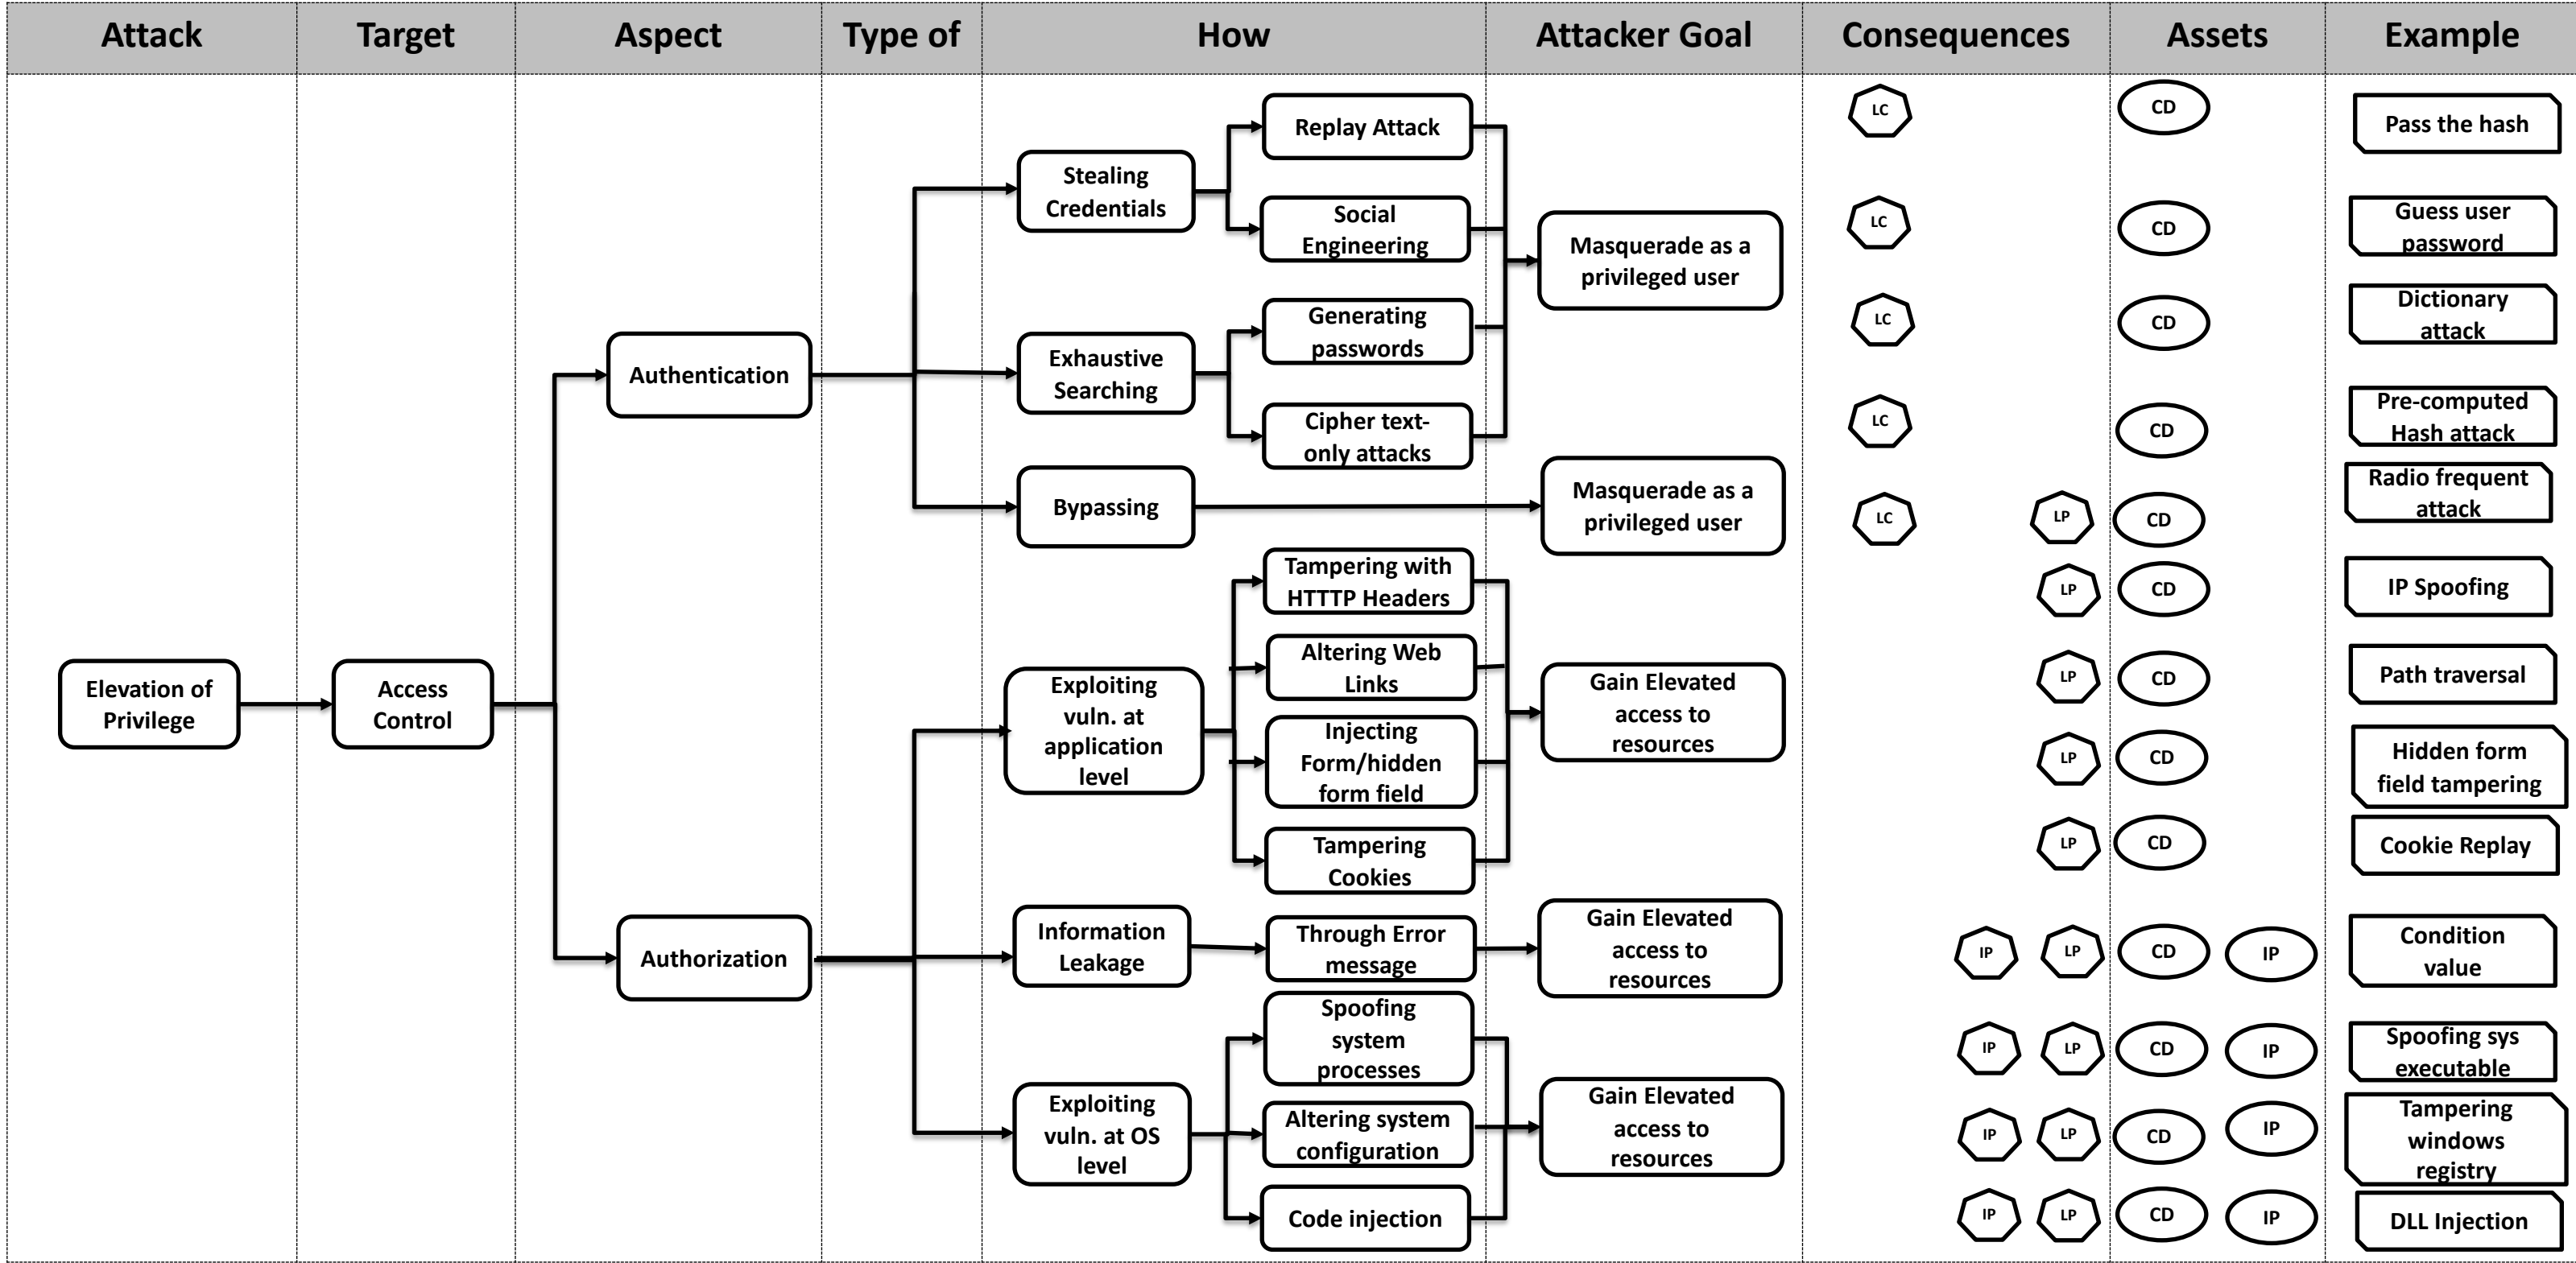 Attack
Target
Aspect
Type of
How
Attacker Goal
Consequences
Assets
Example
Elevation of
Privilege
Access
Control
Authentication
Authorization
Stealing
Credentials
Exhaustive
Searching
Bypassing
Exploiting
vuln. at
application
level
Information
Leakage
Exploiting
vuln. at OS
level
Replay Attack
Social
Engineering
Generating
passwords
Cipher text-
only attacks
Tampering with
HTTTP Headers
Altering Web
Links
Injecting
Form/hidden
form field
Tampering
Cookies
Through Error
message
Spoofing
system
processes
Altering system
configuration
Code injection
Masquerade as a
privileged user
Masquerade as a
privileged user
Gain Elevated
access to
resources
Gain Elevated
access to
resources
Gain Elevated
access to
resources
LC
CD
Pass the hash
LC
CD
Guess user
password
LC
CD
Dictionary
attack
LC
CD
Pre-computed
Hash attack
LC
LP
CD
Radio frequent
attack
LP
CD
IP Spoofing
LP
CD
Path traversal
LP
CD
Hidden form
field tampering
LP
CD
Cookie Replay
IP
LP
CD
IP
Condition
value
IP
LP
CD
IP
Spoofing sys
executable
IP
LP
CD
IP
Tampering
windows
registry
IP
LP
CD
IP
DLL Injection